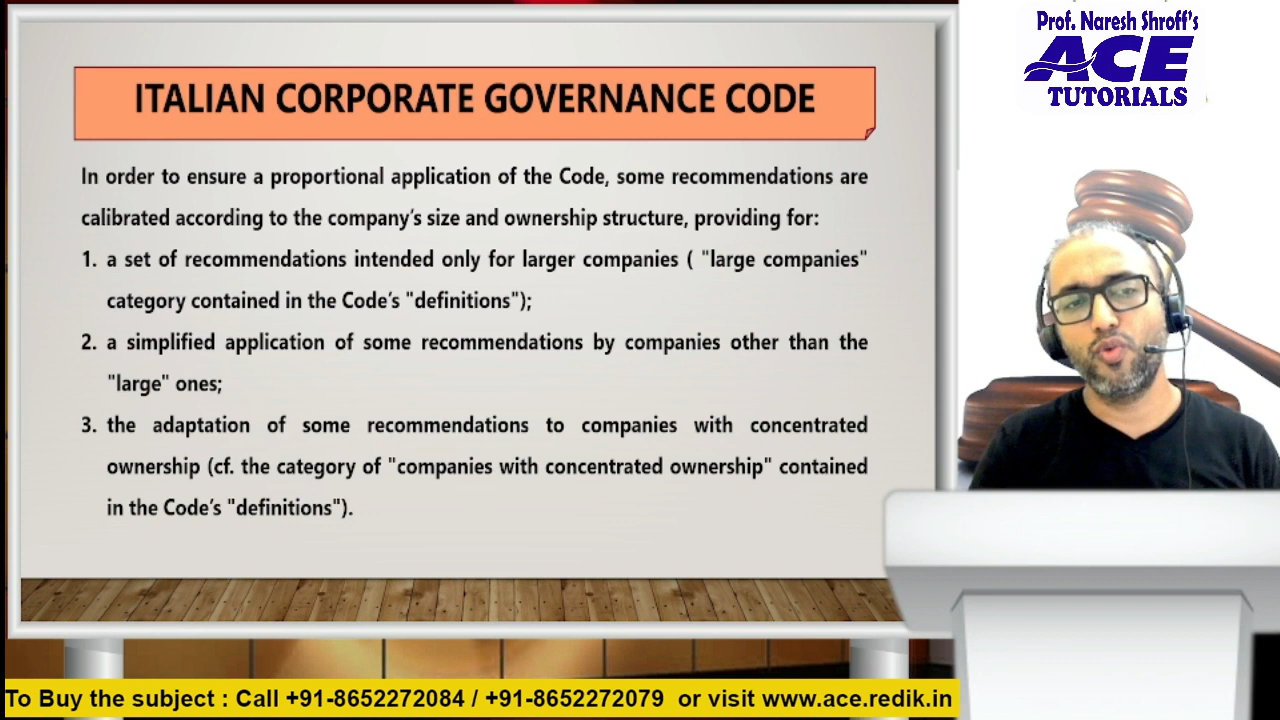 Prof. Naresh Shroff's
ACE
TUTORIALS
ITALIAN CORPORATE GOVERNANCE CODE
In order to ensure a proportional application of the Code, some recommendations are
calibrated according to the company's size and ownership structure, providing for:
1. a set of recommendations intended only for larger companies ( "large companies"
category contained in the Code's "definitions");
2. a simplified application of some recommendations by companies other than the
"large" ones;
3. the adaptation of some recommendations to companies with concentrated
ownership (cf. the category of "companies with concentrated ownership" contained
in the Code's "definitions").
To Buy the subject : Call +91-8652272084 / +91-8652272079 or visit www.ace.redik.in